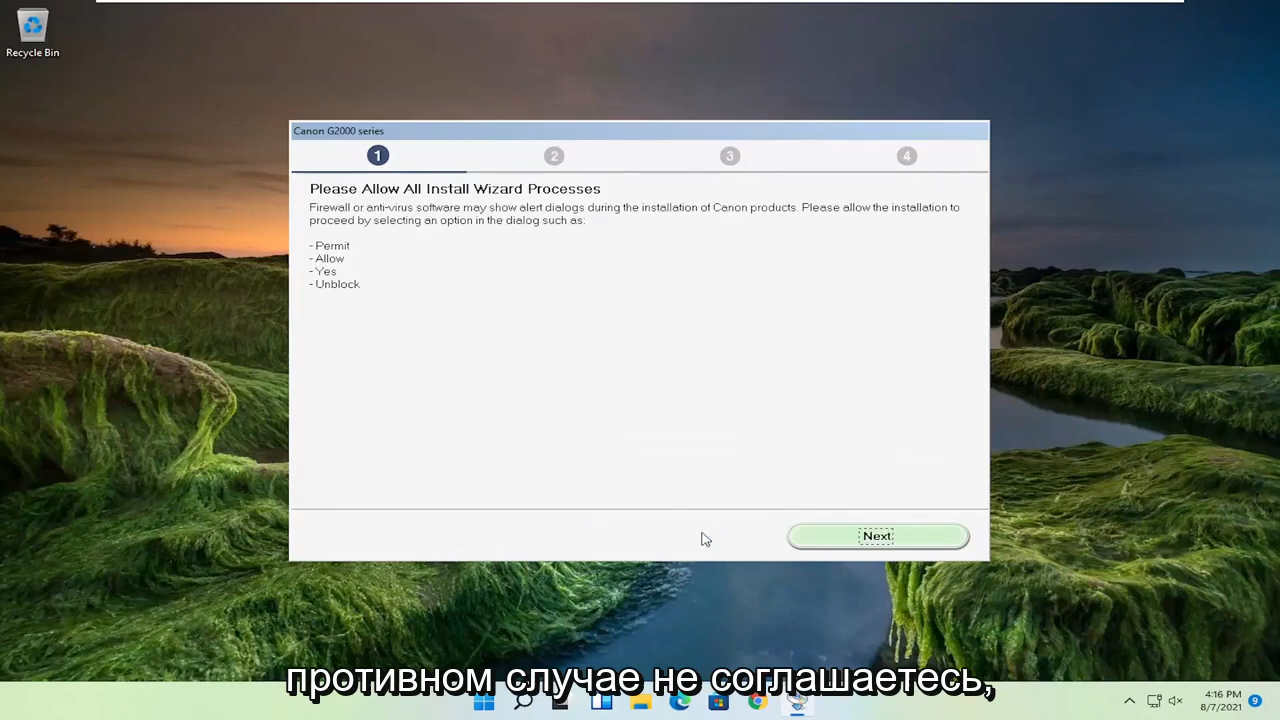 Recycle Bin
Canon G2000 series
1
2
3
4
Please Allow All Install Wizard Processes
Firewall or anti-virus software may show alert dialogs during the installation of Canon products. Please allow the installation to
proceed by selecting an option in the dialog such as:
- Permit
- Allow
- Yes
- Unblock
Next
противном случае не соглашаетесь,
4:16 PM
8/7/2021
9